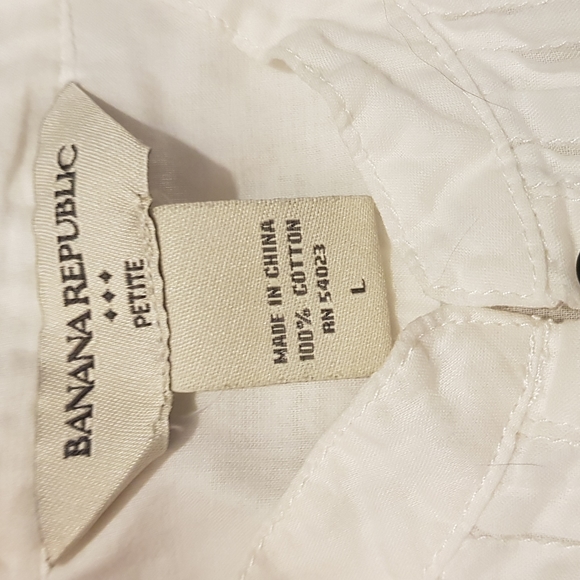 BANANA REPUBLIC
PETITE
MADE IN CHINA
100% COTTON
RN 54023
L